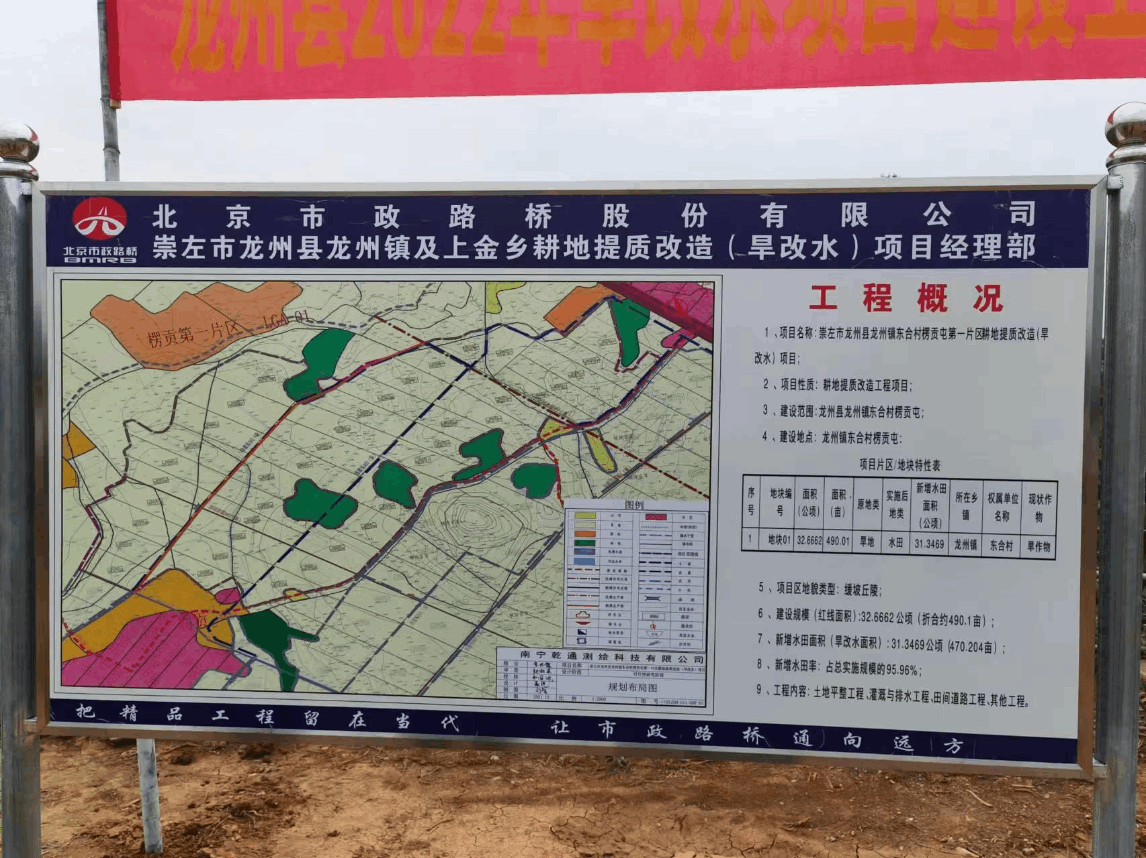 龙州县2022年旱改水项目建设
北京市政路桥股份有限公司
北京市政路桥
BMRB
崇左市龙州县龙州镇及上金乡耕地提质改造（旱改水）项目经理部
楞贡第一片区 LGA-01
图例
南宁乾通测绘科技有限公司
规划布局图
工程概况
1、项目名称：崇左市龙州县龙州镇东合村楞贡屯第一片区耕地提质改造（旱
改水）项目；
2、项目性质：耕地提质改造工程项目；
3、建设范围：龙州县龙州镇东合村楞贡屯；
4、建设地点：龙州镇东合村楞贡屯：
项目片区/地块特性表
序号 地块编号 面积（公顷） 面积（亩） 原地类 实施后地类 新增水田面积（公顷） 所在乡镇 权属单位名称 现状作物
1 地块01 32.6662 490.01 旱地 水田 31.3469 龙州镇 东合村 旱作物
5、项目区地貌类型：缓坡丘陵；
6、建设规模（红线面积）:32.6662公顷（折合约490.1亩）；
7、新增水田面积（旱改水面积）:31.3469公顷（470.204亩）；
8、新增水田率：占总实施规模的95.96%；
9、工程内容：土地平整工程、灌溉与排水工程、田间道路工程、其他工程。
把精品工程留在当代 让市政路桥通向远方